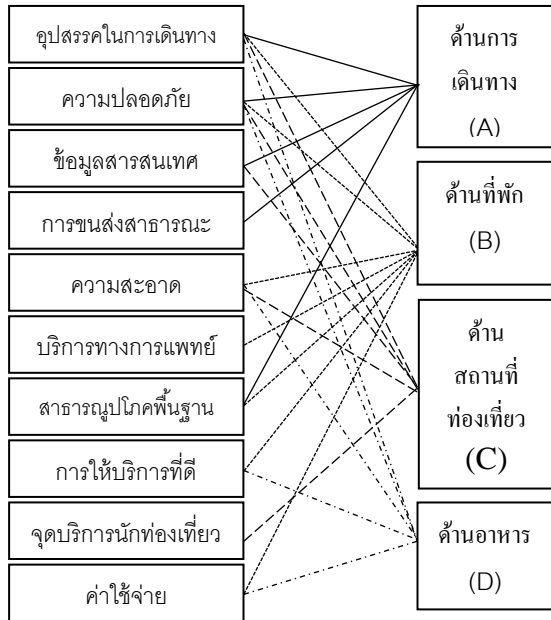 อุปสรรคในการเดินทาง
ความปลอดภัย
ข้อมูลสารสนเทศ
การขนส่งสาธารณะ
ความสะอาด
บริการทางการแพทย์
สาธารณูปโภคพื้นฐาน
การให้บริการที่ดี
จุดบริการนักท่องเที่ยว
ค่าใช้จ่าย
ด้านการ
เดินทาง
(A)
ด้านที่พัก
(B)
ด้าน
สถานที่
ท่องเที่ยว
(C)
ด้านอาหาร
(D)